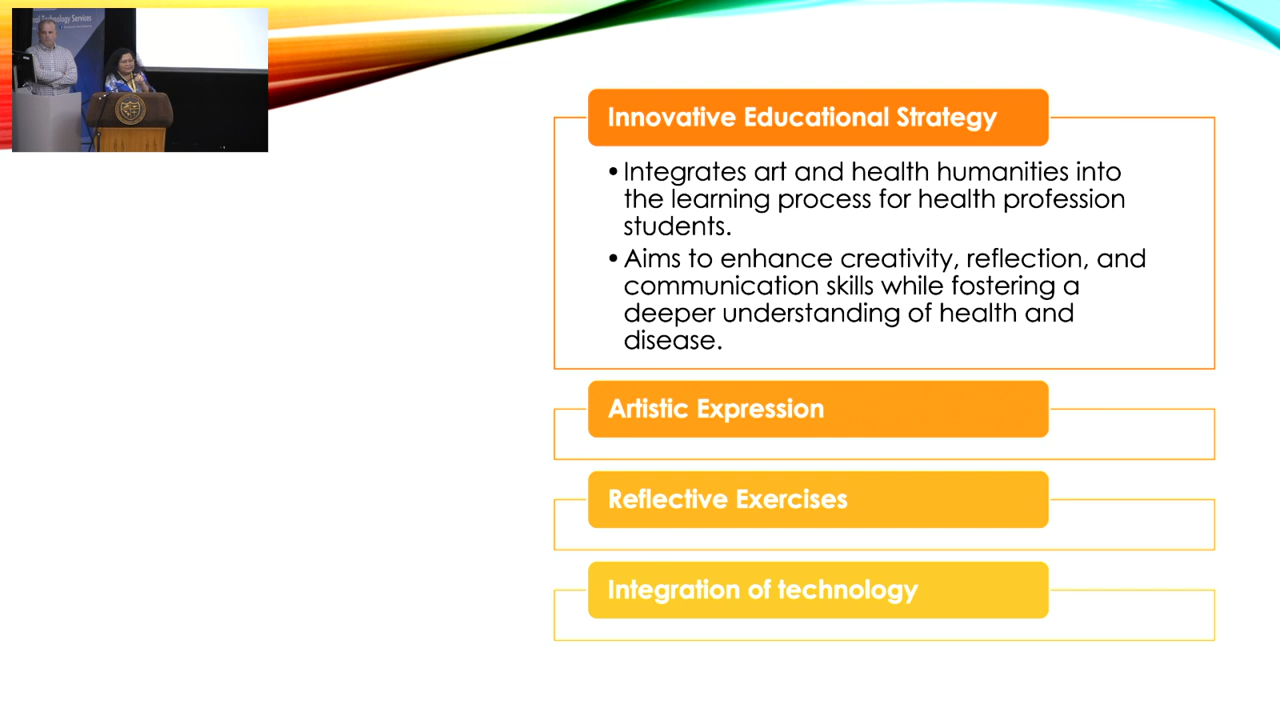 Technology Services
Innovative Educational Strategy
•Integrates art and health humanities into
the learning process for health profession
students.
•Aims to enhance creativity, reflection, and
communication skills while fostering a
deeper understanding of health and
disease.
Artistic Expression
Reflective Exercises
Integration of technology